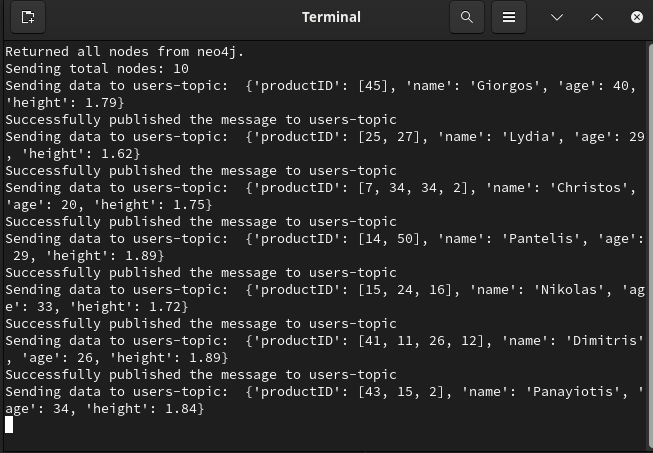 Terminal
Returned all nodes from neo4j.
Sending total nodes: 10
Sending data to users-topic:  {'productID': [45], 'name': 'Giorgos', 'age': 40,
'height': 1.79}
Successfully published the message to users-topic
Sending data to users-topic:  {'productID': [25, 27], 'name': 'Lydia', 'age': 29
, 'height': 1.62}
Successfully published the message to users-topic
Sending data to users-topic:  {'productID': [7, 34, 34, 2], 'name': 'Christos',
'age': 20, 'height': 1.75}
Successfully published the message to users-topic
Sending data to users-topic:  {'productID': [14, 50], 'name': 'Pantelis', 'age':
 29, 'height': 1.89}
Successfully published the message to users-topic
Sending data to users-topic:  {'productID': [15, 24, 16], 'name': 'Nikolas', 'ag
e': 33, 'height': 1.72}
Successfully published the message to users-topic
Sending data to users-topic:  {'productID': [41, 11, 26, 12], 'name': 'Dimitris'
, 'age': 26, 'height': 1.89}
Successfully published the message to users-topic
Sending data to users-topic:  {'productID': [43, 15, 2], 'name': 'Panayiotis', '
age': 34, 'height': 1.84}